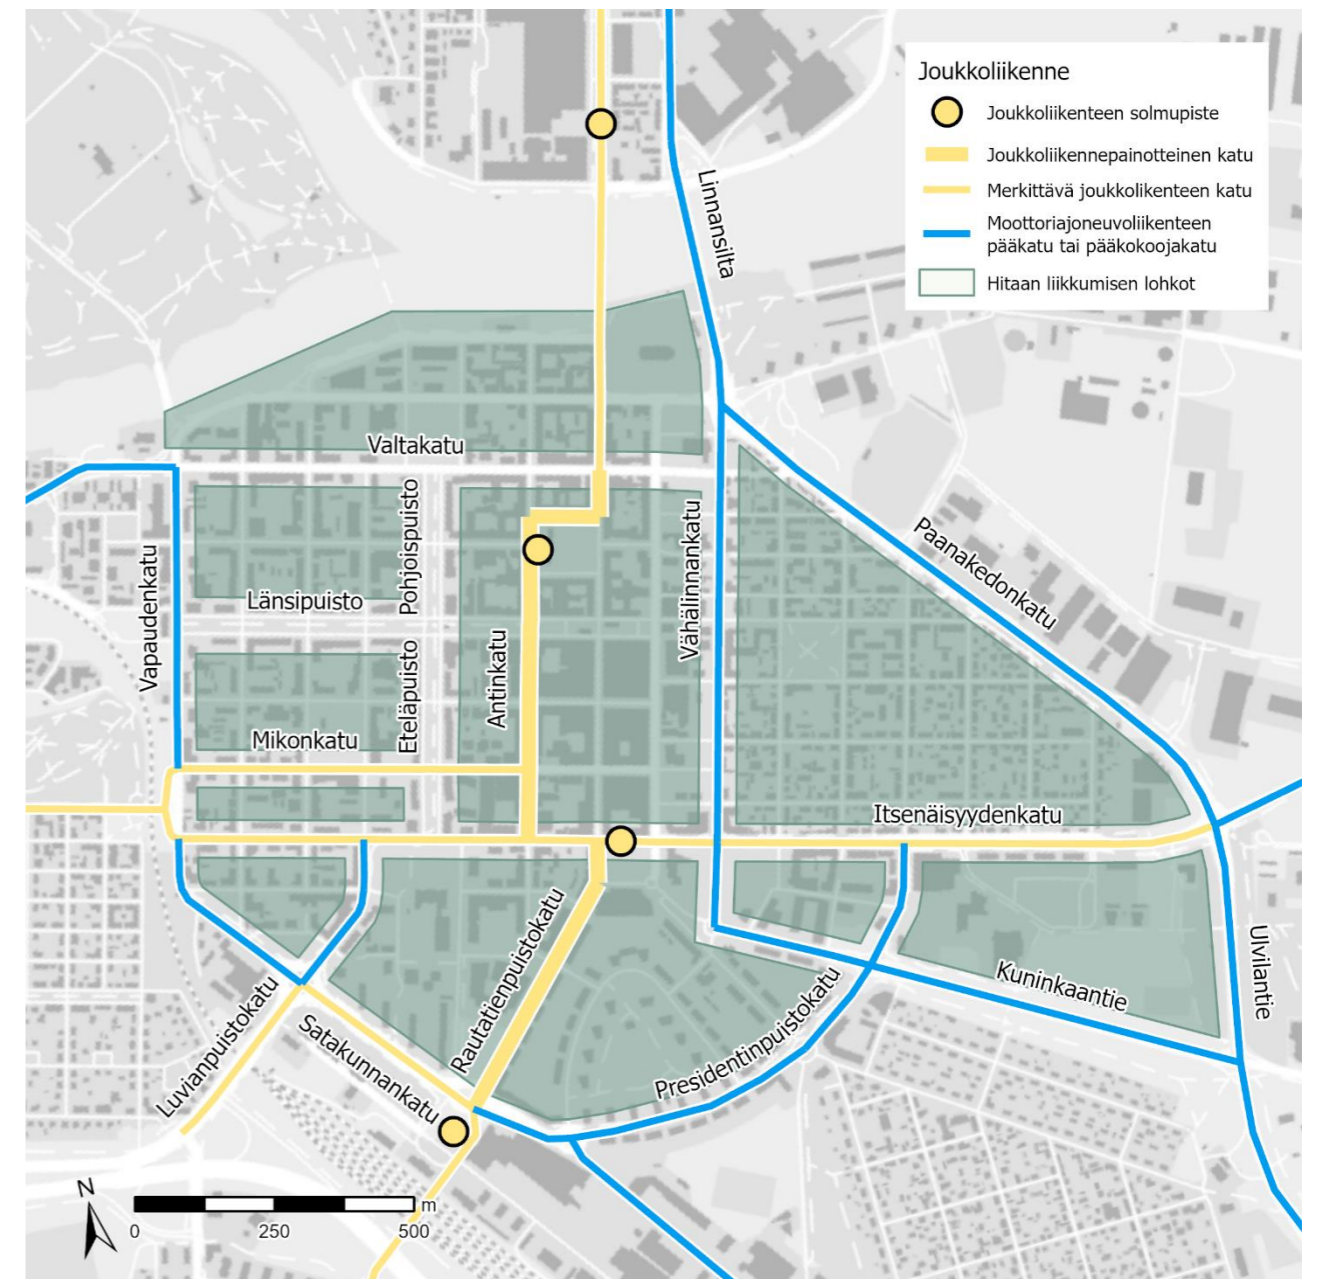 Joukkoliikenne
Joukkoliikenteen solmupiste
Joukkoliikennepainotteinen katu
Merkittävä joukkolikenteen katu
Moottoriajoneuvoliikenteen
pääkatu tai pääkokoojakatu
Hitaan liikkumisen lohkot
Linnansilta
Valtakatu
Pohjoispuisto
Vähälinnankatu
Paanakedonkatu
Vapaudenkatu
Länsipuisto
Eteläpuisto
Antinkatu
Mikonkatu
Itsenäisyydenkatu
Rautatienpuistokatu
Ulvilantie
Kuninkaantie
Luvianpuistokatu
Satakunnankatu
Presidentinpuistokatu
N
m
0 250 500